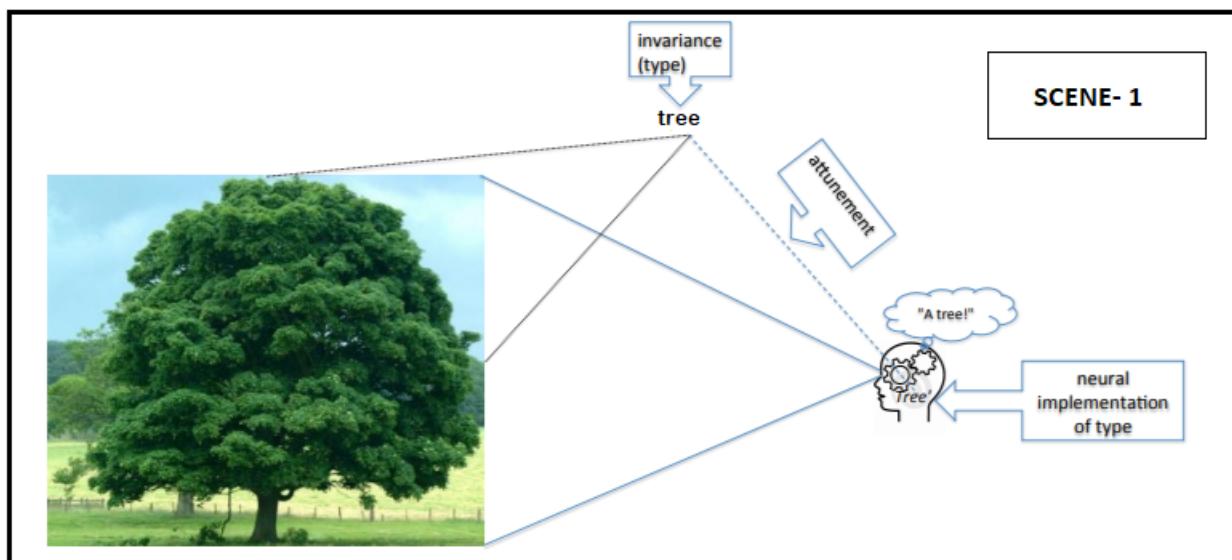 invariance
(type)
tree
SCENE- 1
attunement
"A tree!"
Tree'
neural
implementation
of type